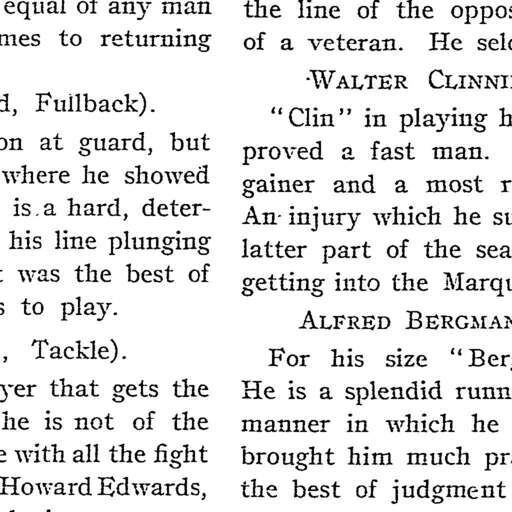 equal of any man
mes to returning
d, Fullback).
on at guard, but
where he showed
is a hard, deter-
his line plunging
t was the best of
s to play.
, Tackle).
yer that gets the
he is not of the
e with all the fight
Howard Edwards,
the line of the oppos
of a veteran. He sel
WALTER CLINNI
"Clin" in playing h
proved a fast man.
gainer and a most r
An injury which he su
latter part of the sea
getting into the Marqu
ALFRED BERGMAN
For his size "Berg
He is a splendid runn
manner in which he
brought him much pr
the best of judgment